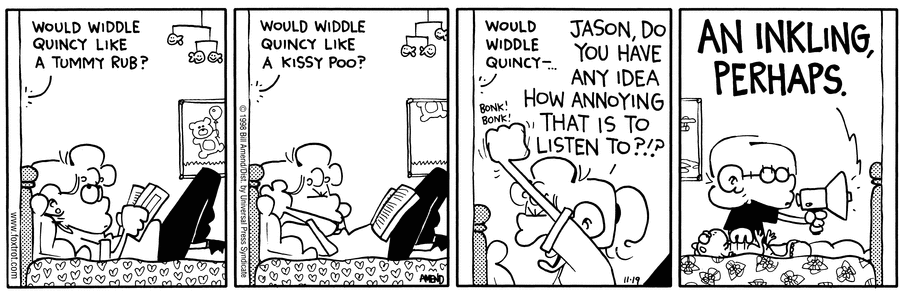 WOULD WIDDLE
QUINCY LIKE
A TUMMY RUB?
www.foxtrot.com
WOULD WIDDLE
QUINCY LIKE
A KISSY POO?
© 1998 Bill Amend/Dist. by Universal Press Syndicate
AMEND
WOULD
WIDDLE
QUINCY–...
JASON, DO
YOU HAVE
ANY IDEA
HOW ANNOYING
THAT IS TO
LISTEN TO?!?
BONK!
BONK!
11-19
AN INKLING,
PERHAPS.